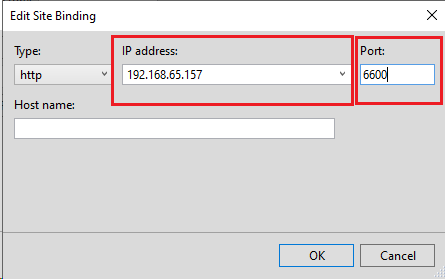 Edit Site Binding
Type: IP address: Port:
http 192.168.65.157 6600
Host name:
OK Cancel